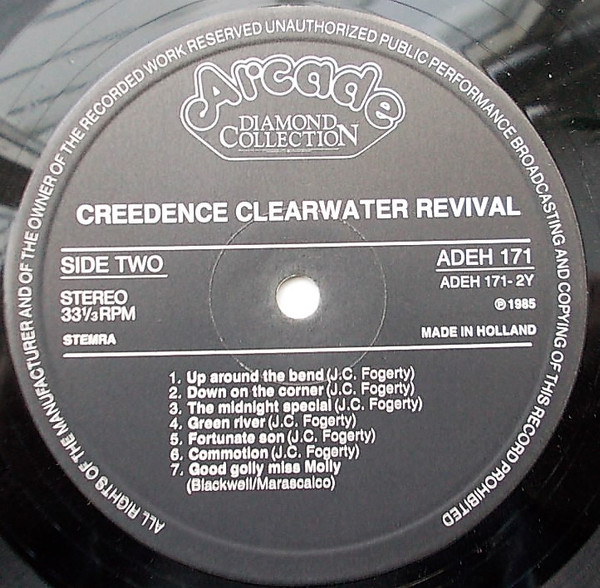 ALL RIGHTS OF THE MANUFACTURER AND OF THE OWNER OF THE RECORDED WORK RESERVED UNAUTHORIZED PUBLIC PERFORMANCE BROADCASTING AND COPYING OF THIS RECORD PROHIBITED
Arcade
DIAMOND
COLLECTION
CREEDENCE CLEARWATER REVIVAL
SIDE TWO
ADEH 171
ADEH 171-2Y
STEREO
33⅓RPM
℗1985
STEMRA
MADE IN HOLLAND
1. Up around the bend (J.C. Fogerty)
2. Down on the corner (J.C. Fogerty)
3. The midnight special (J.C. Fogerty)
4. Green river (J.C. Fogerty)
5. Fortunate son (J.C. Fogerty)
6. Commotion (J.C. Fogerty)
7. Good golly miss Molly
(Blackwell/Marascalco)